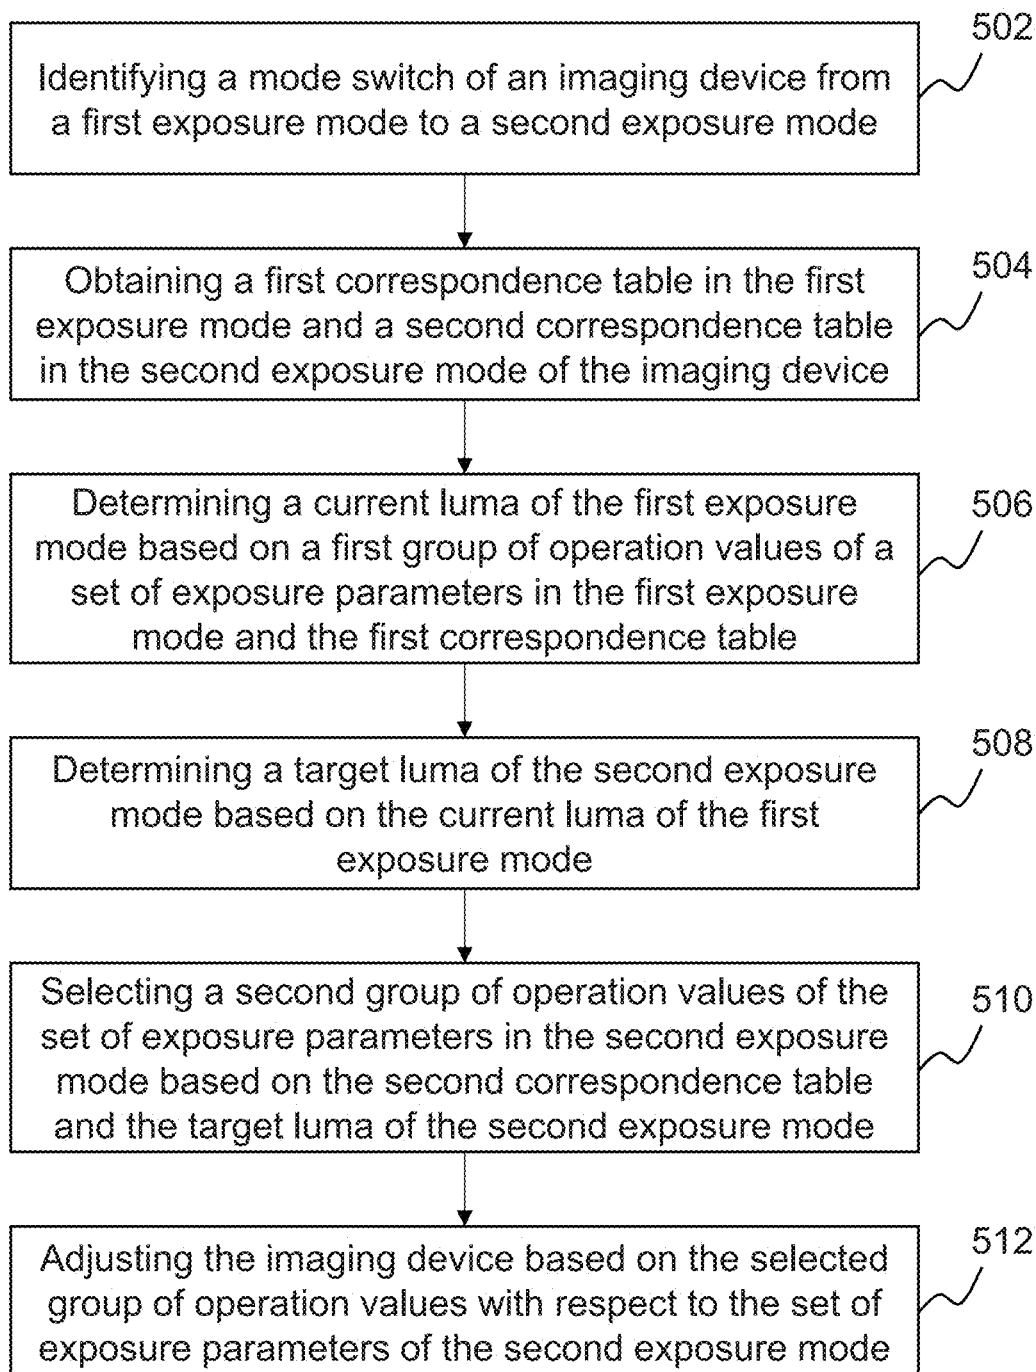 502
Identifying a mode switch of an imaging device from
a first exposure mode to a second exposure mode
504
Obtaining a first correspondence table in the first
exposure mode and a second correspondence table
in the second exposure mode of the imaging device
506
Determining a current luma of the first exposure
mode based on a first group of operation values of a
set of exposure parameters in the first exposure
mode and the first correspondence table
508
Determining a target luma of the second exposure
mode based on the current luma of the first
exposure mode
510
Selecting a second group of operation values of the
set of exposure parameters in the second exposure
mode based on the second correspondence table
and the target luma of the second exposure mode
512
Adjusting the imaging device based on the selected
group of operation values with respect to the set of
exposure parameters of the second exposure mode